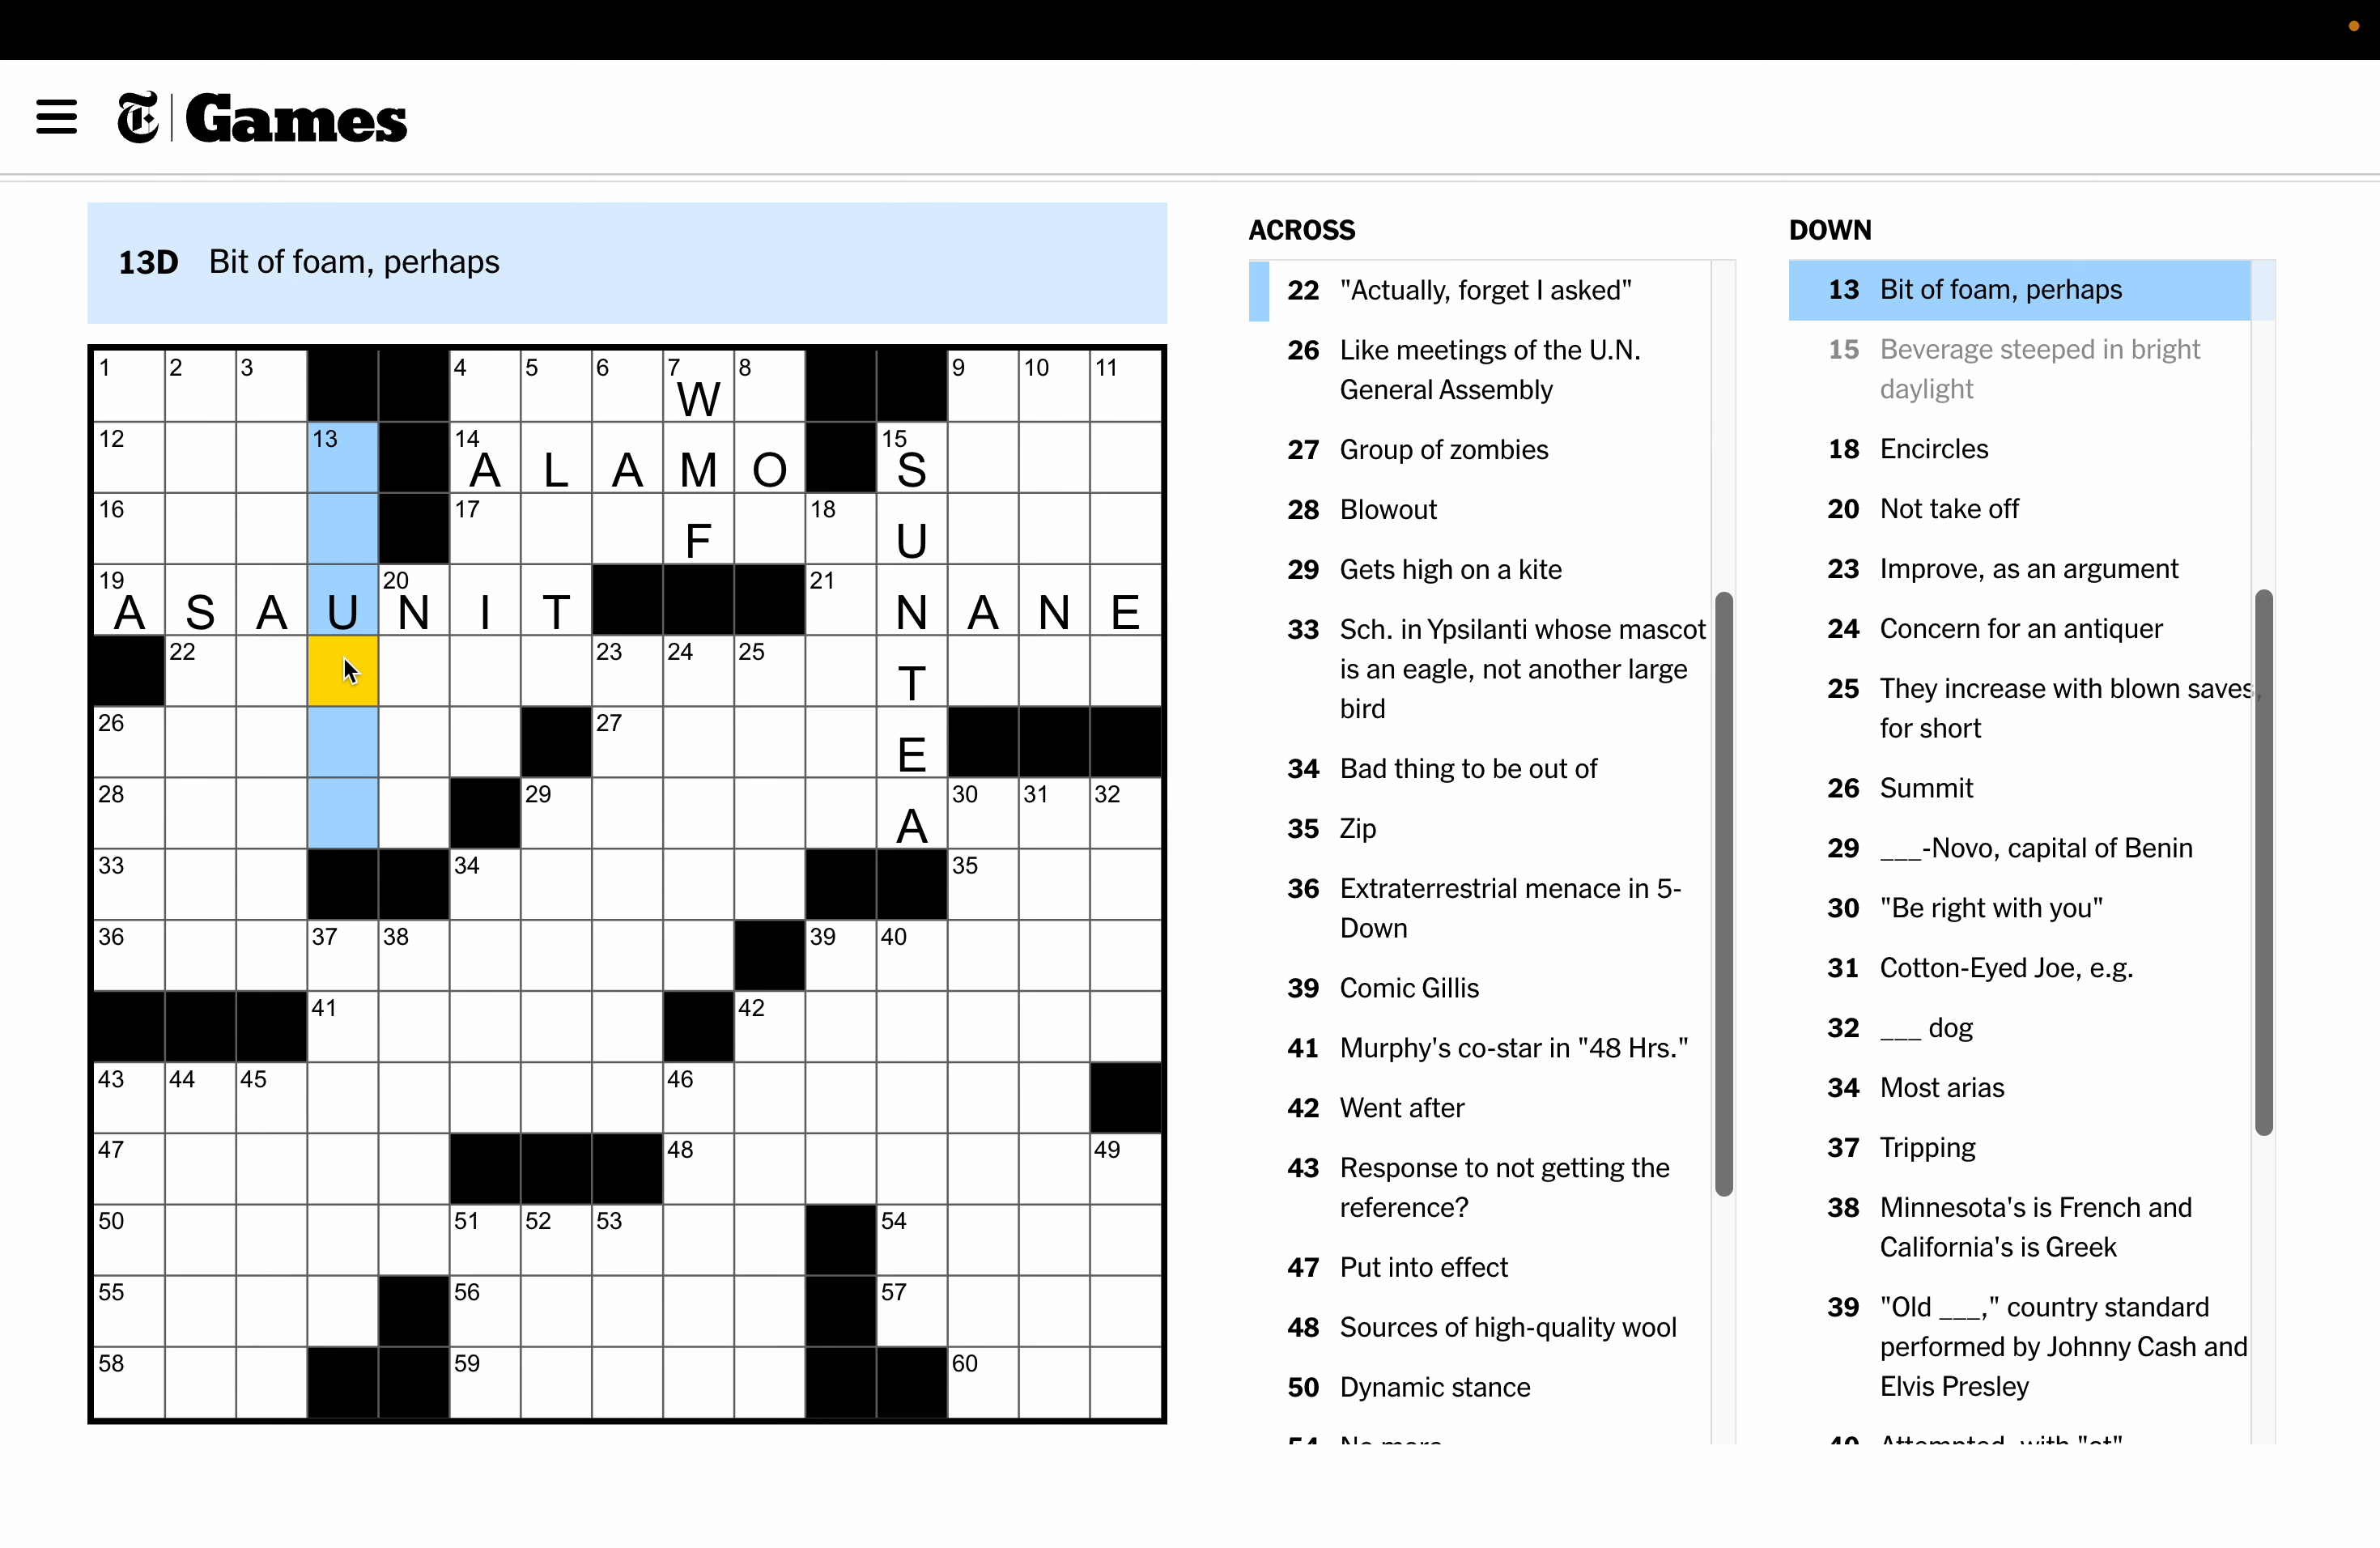 T Games
13D Bit of foam, perhaps
1 2 3 4 5 6 7 W 8 9 10 11
12 13 14 A L A M O 15 S
16 17 F 18 U
19 A S A U 20 N I T 21 N A N E
22 23 24 25 T
26 27 E
28 29 A 30 31 32
33 34 35
36 37 38 39 40
41 42
43 44 45 46
47 48 49
50 51 52 53 54
55 56 57
58 59 60
ACROSS
22 "Actually, forget I asked"
26 Like meetings of the U.N.
General Assembly
27 Group of zombies
28 Blowout
29 Gets high on a kite
33 Sch. in Ypsilanti whose mascot
is an eagle, not another large
bird
34 Bad thing to be out of
35 Zip
36 Extraterrestrial menace in 5-
Down
39 Comic Gillis
41 Murphy's co-star in "48 Hrs."
42 Went after
43 Response to not getting the
reference?
47 Put into effect
48 Sources of high-quality wool
50 Dynamic stance
54 No more
DOWN
13 Bit of foam, perhaps
15 Beverage steeped in bright
daylight
18 Encircles
20 Not take off
23 Improve, as an argument
24 Concern for an antiquer
25 They increase with blown saves,
for short
26 Summit
29 ___-Novo, capital of Benin
30 "Be right with you"
31 Cotton-Eyed Joe, e.g.
32 ___ dog
34 Most arias
37 Tripping
38 Minnesota's is French and
California's is Greek
39 "Old ___," country standard
performed by Johnny Cash and
Elvis Presley
40 Attempted, with "at"